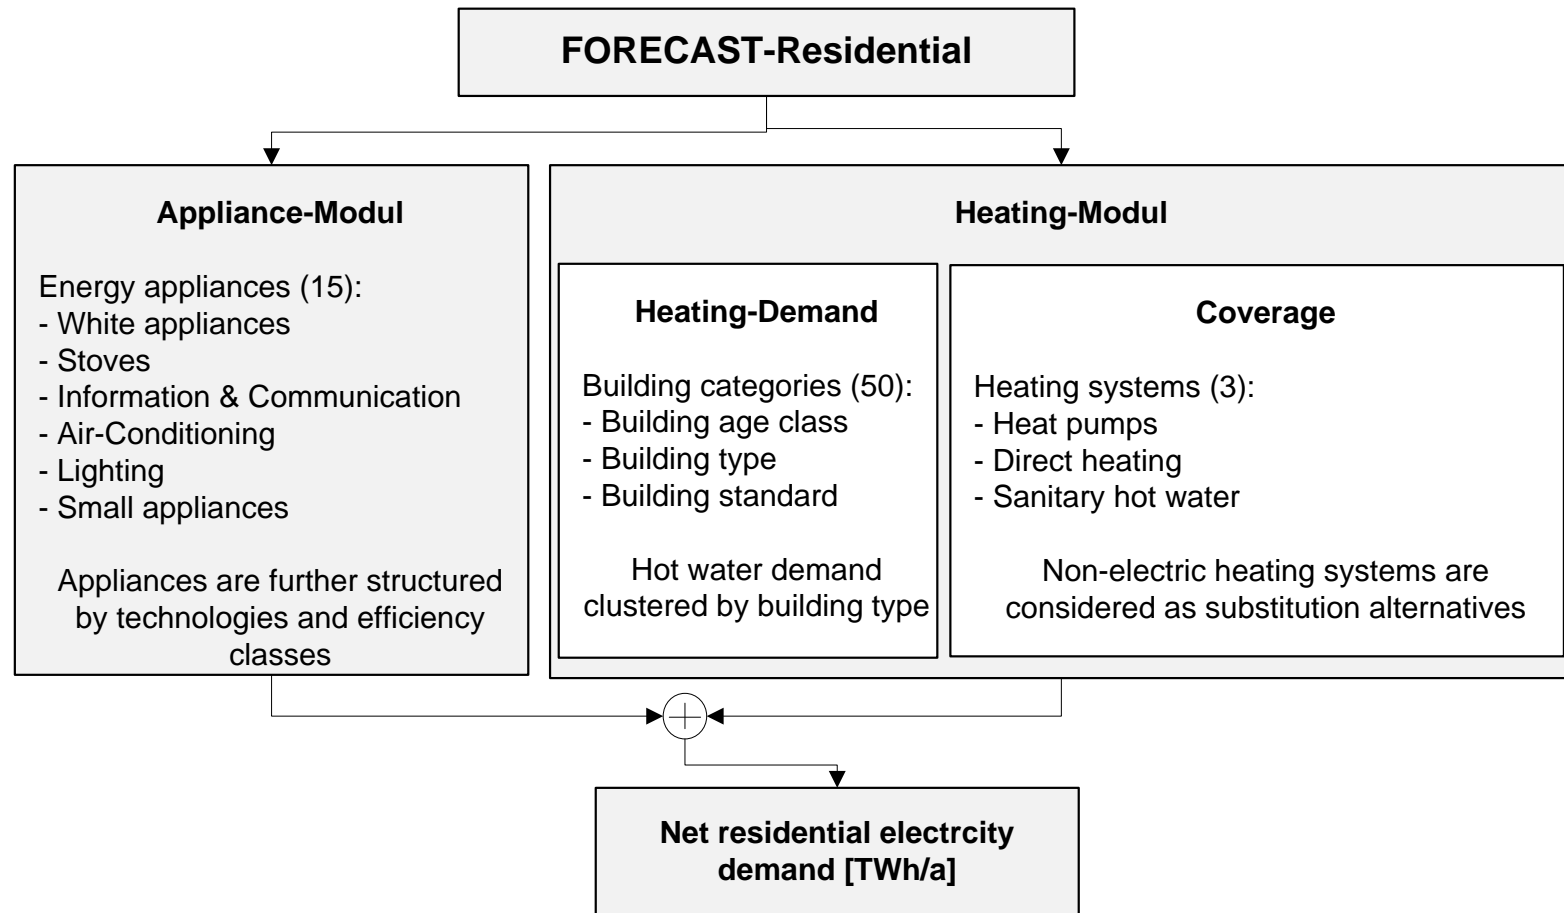 FORECAST-Residential
Appliance-Modul
Energy appliances (15):
- White appliances
- Stoves
- Information & Communication
- Air-Conditioning
- Lighting
- Small appliances
Appliances are further structured
by technologies and efficiency
classes
Heating-Modul
Heating-Demand
Building categories (50):
- Building age class
- Building type
- Building standard
Hot water demand
clustered by building type
Coverage
Heating systems (3):
- Heat pumps
- Direct heating
- Sanitary hot water
Non-electric heating systems are
considered as substitution alternatives
Net residential electrcity
demand [TWh/a]